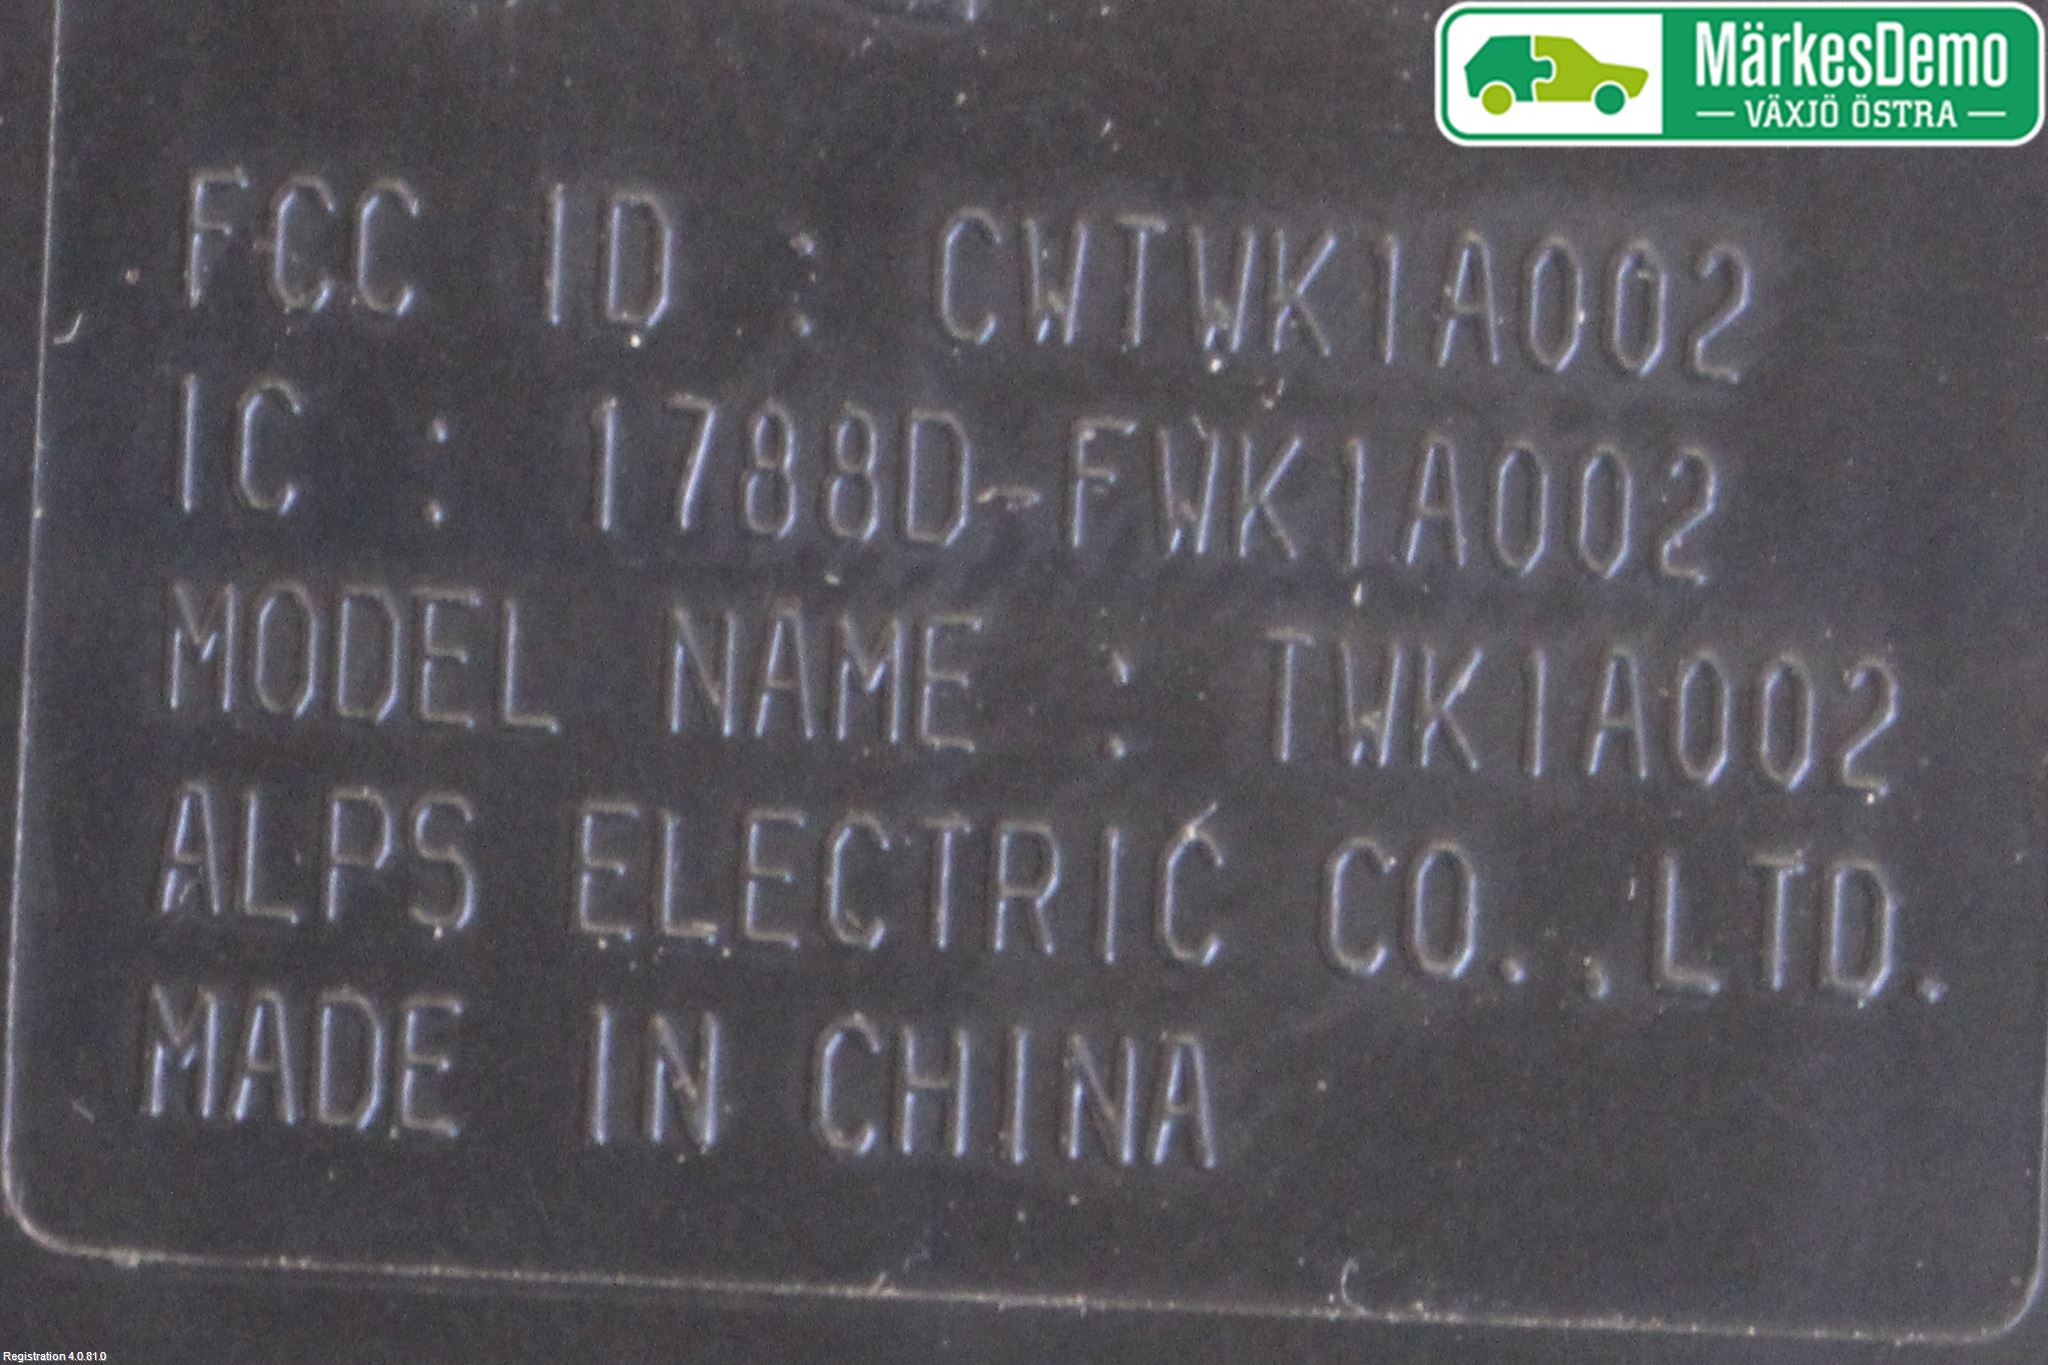 MärkesDemo
— VÄXJÖ ÖSTRA —
FCC ID : CWTWK1A002
IC : 1788D-FWK1A002
MODEL NAME : TWK1A002
ALPS ELECTRIC CO.,LTD.
MADE IN CHINA
Registration 4.0.81.0